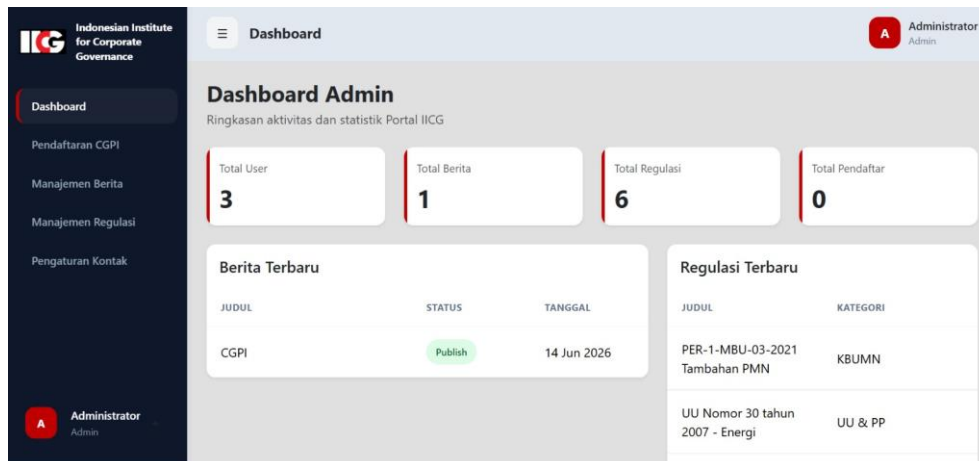 IICG
Indonesian Institute
for Corporate
Governance
☰ Dashboard
A Administrator
Admin
Dashboard
Pendaftaran CGPI
Manajemen Berita
Manajemen Regulasi
Pengaturan Kontak
A Administrator
Admin
Dashboard Admin
Ringkasan aktivitas dan statistik Portal IICG
Total User
3
Total Berita
1
Total Regulasi
6
Total Pendaftar
0
Berita Terbaru
JUDUL STATUS TANGGAL
CGPI Publish 14 Jun 2026
Regulasi Terbaru
JUDUL KATEGORI
PER-1-MBU-03-2021
Tambahan PMN
KBUMN
UU Nomor 30 tahun
2007 - Energi
UU & PP